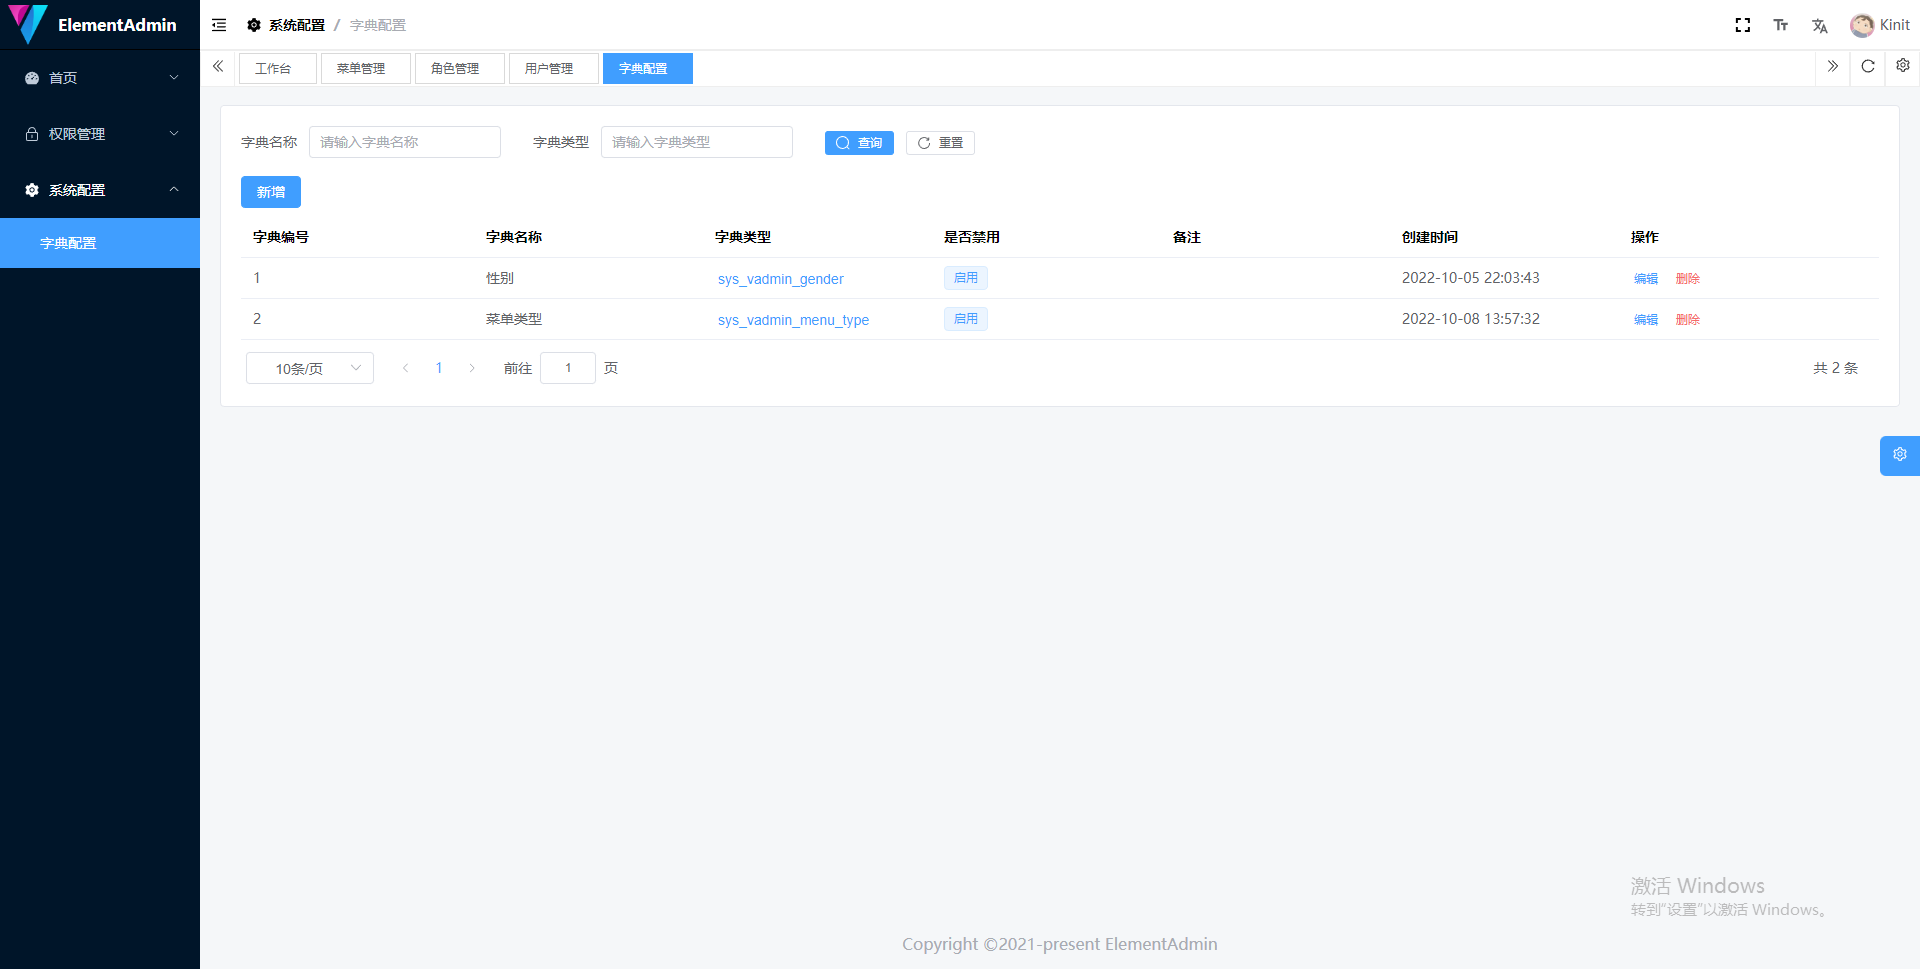 ElementAdmin
系统配置 / 字典配置
Kinit
首页
权限管理
系统配置
字典配置
工作台 菜单管理 角色管理 用户管理 字典配置
字典名称 请输入字典名称 字典类型 请输入字典类型 查询 重置
新增
字典编号 字典名称 字典类型 是否禁用 备注 创建时间 操作
1 性别 sys_vadmin_gender 启用 2022-10-05 22:03:43 编辑 删除
2 菜单类型 sys_vadmin_menu_type 启用 2022-10-08 13:57:32 编辑 删除
10条/页 1 前往 1 页 共 2 条
激活 Windows
转到"设置"以激活 Windows。
Copyright ©2021-present ElementAdmin